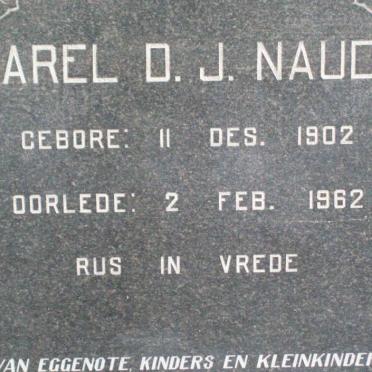 AREL D. J. NAUD
GEBORE: 11 DES. 1902
OORLEDE: 2 FEB. 1962
RUS IN VREDE
VAN EGGENOTE, KINDERS EN KLEINKINDER